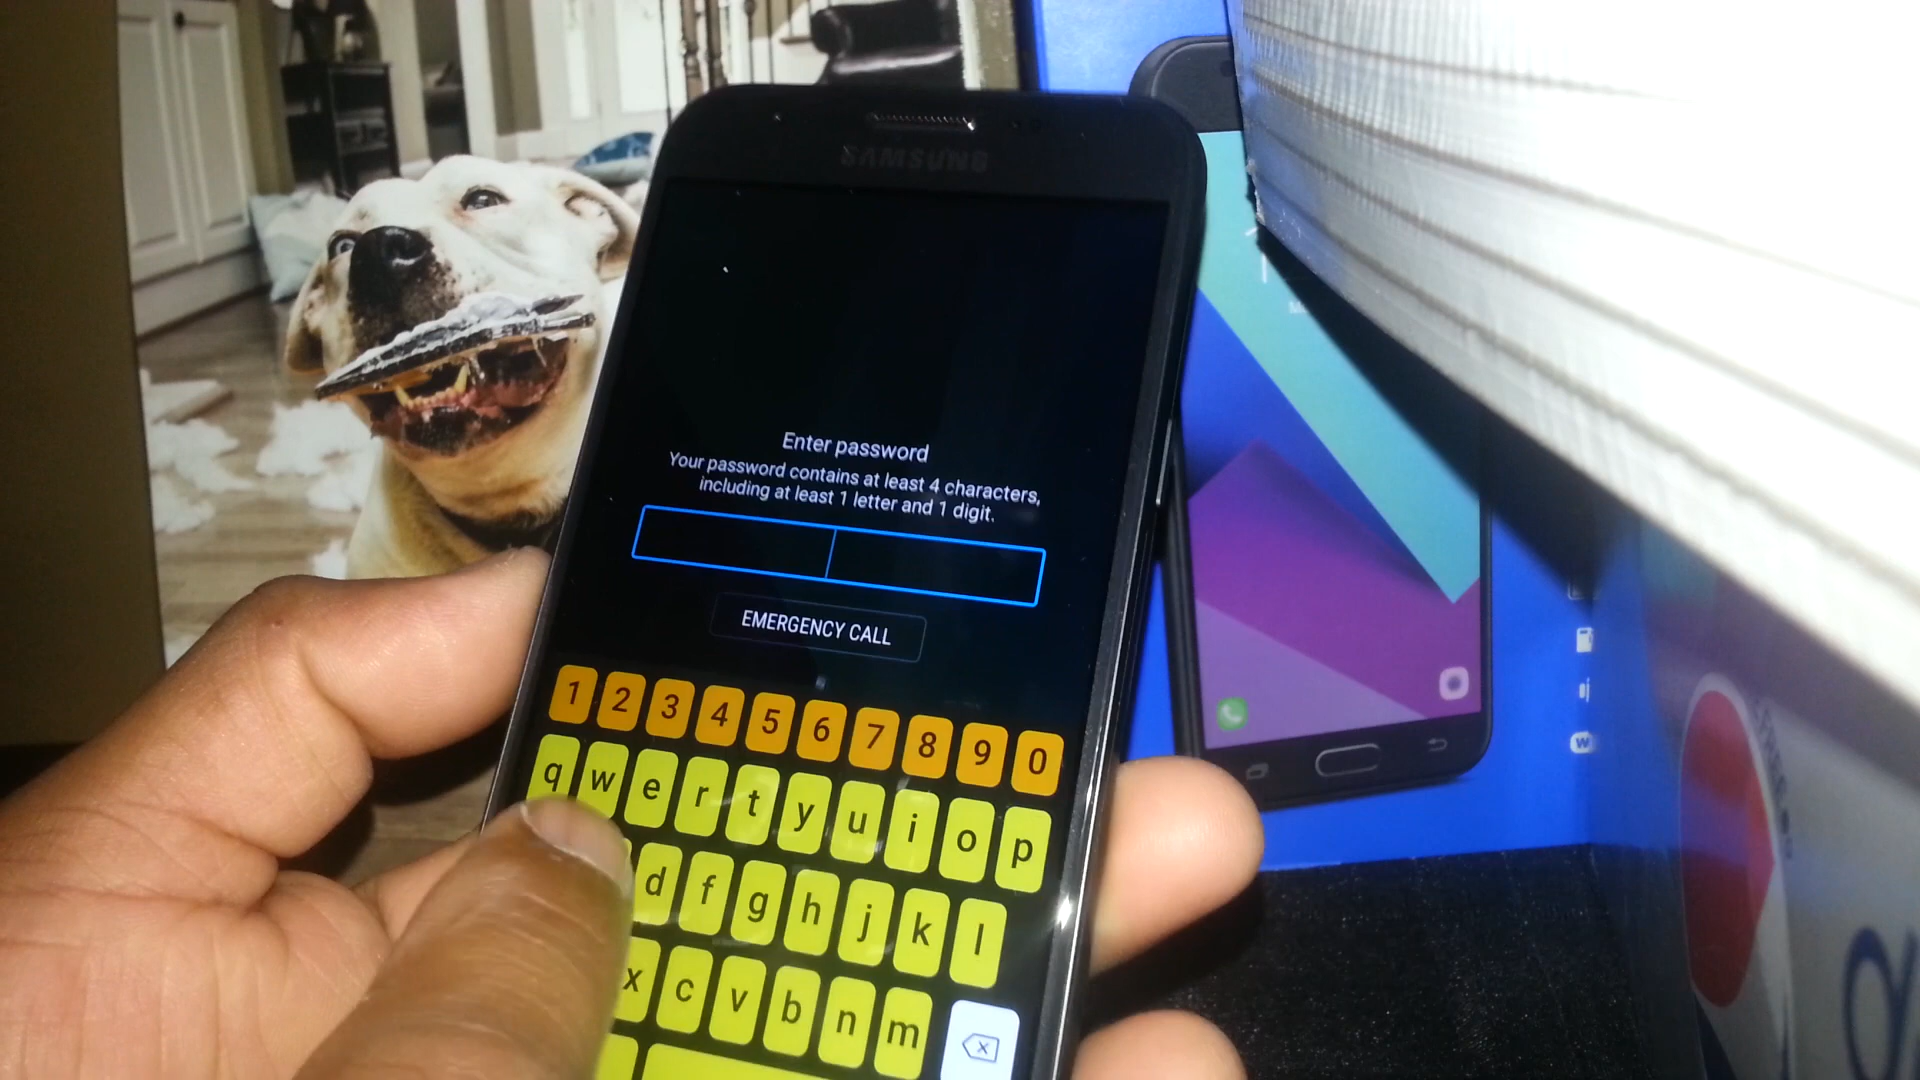 SAMSUNG
Enter password
Your password contains at least 4 characters,
including at least 1 letter and 1 digit.
EMERGENCY CALL
1 2 3 4 5 6 7 8 9 0
q w e r t y u i o p
d f g h j k l
x c v b n m